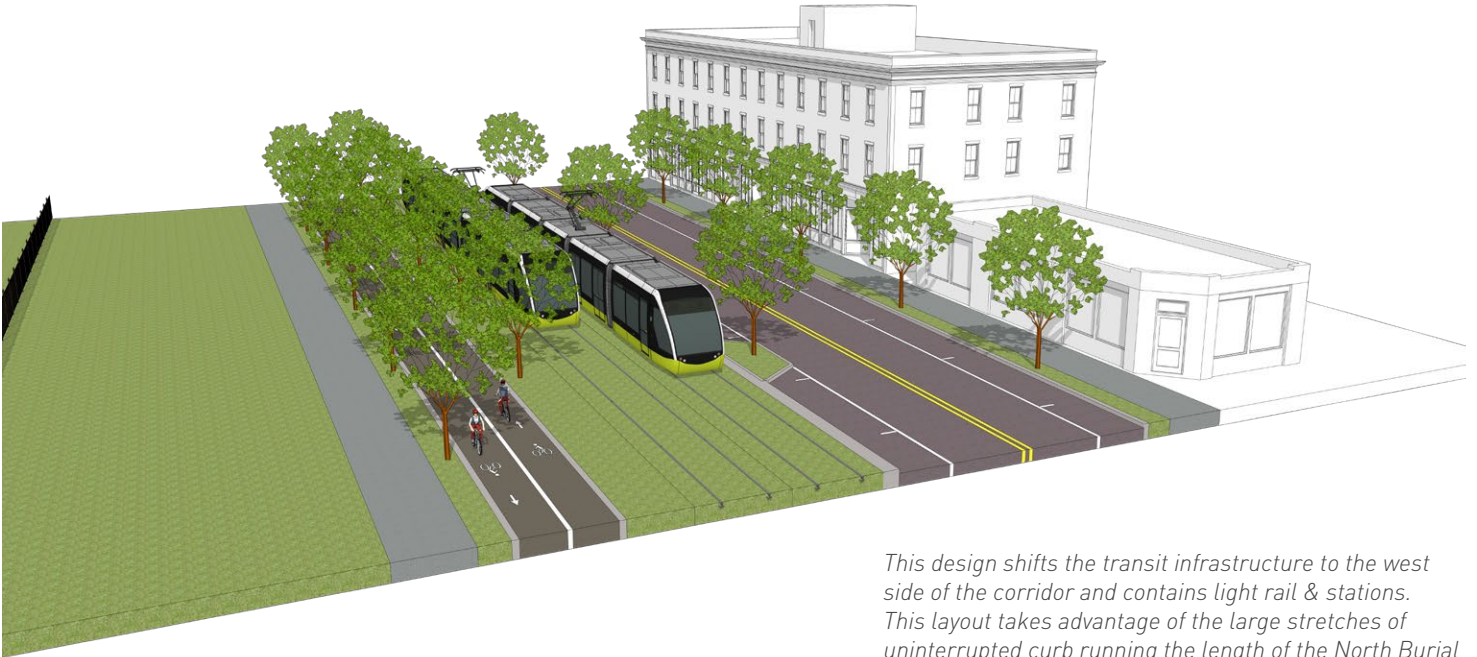 This design shifts the transit infrastructure to the west
side of the corridor and contains light rail & stations.
This layout takes advantage of the large stretches of
uninterrupted curb running the length of the North Burial